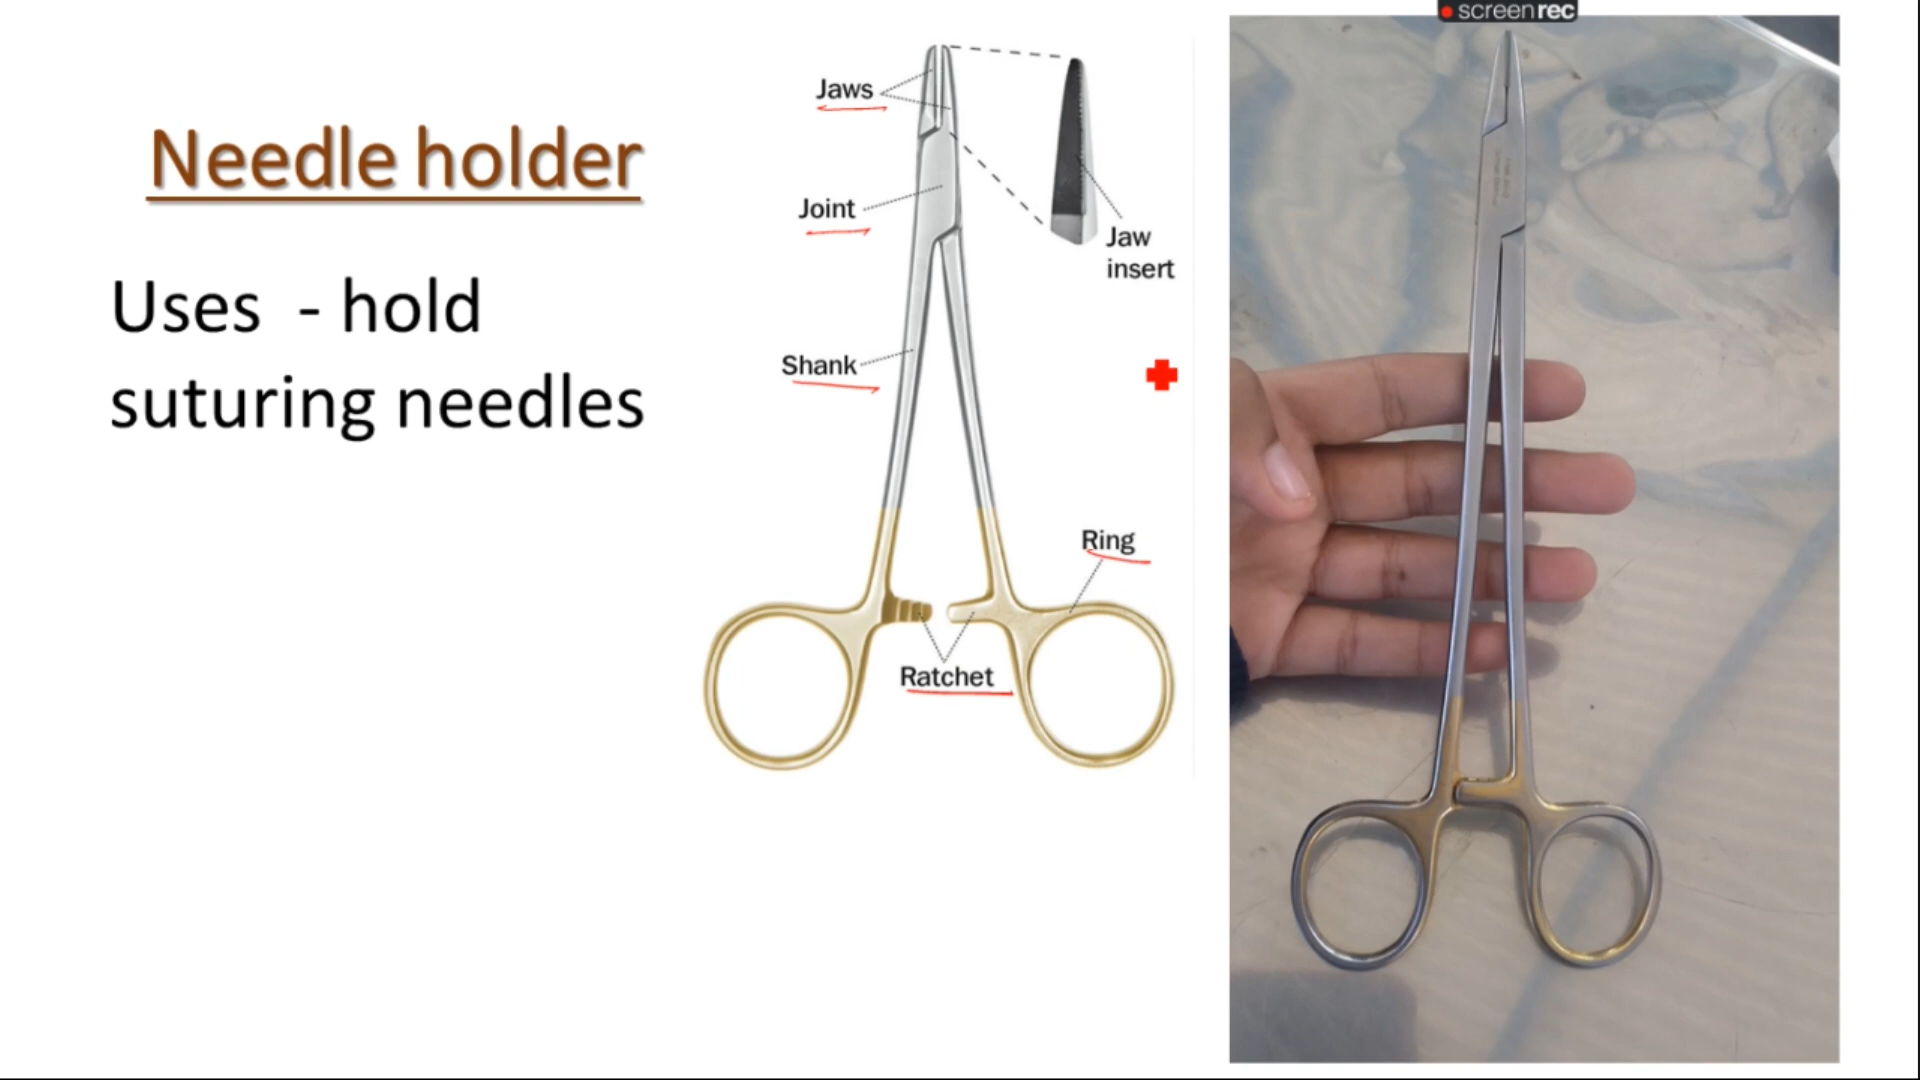 screenrec
Needle holder
Uses - hold
suturing needles
Jaws
Joint
Jaw
insert
Shank
Ring
Ratchet